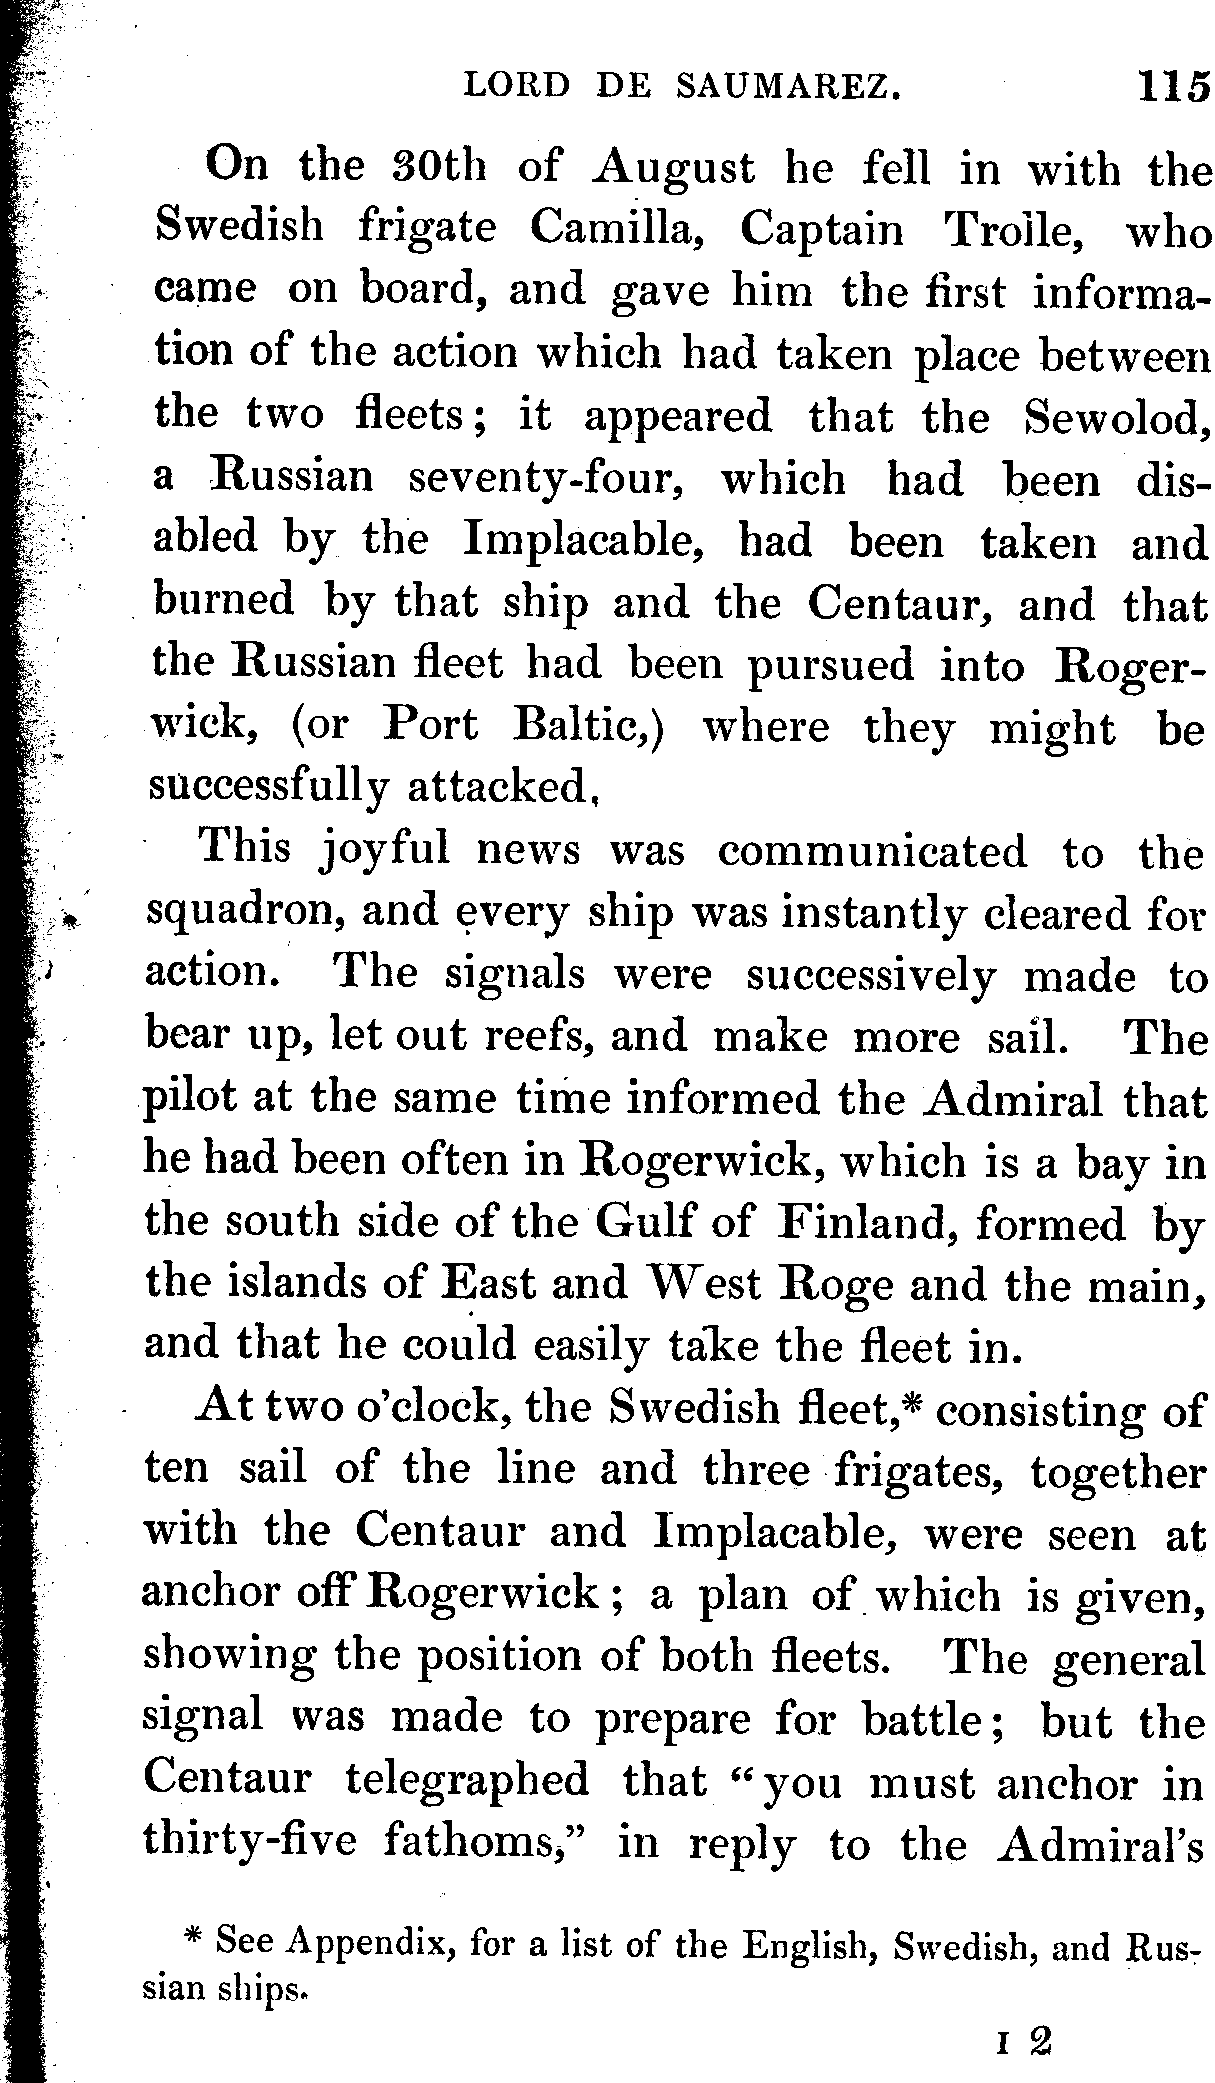 LORD DE SAUMAREZ. 115
On the 30th of August he fell in with the
Swedish frigate Camilla, Captain Trolle, who
came on board, and gave him the first informa-
tion of the action which had taken place between
the two fleets; it appeared that the Sewolod,
a Russian seventy-four, which had been dis-
abled by the Implacable, had been taken and
burned by that ship and the Centaur, and that
the Russian fleet had been pursued into Roger-
wick, (or Port Baltic,) where they might be
successfully attacked,
This joyful news was communicated to the
squadron, and every ship was instantly cleared for
action. The signals were successively made to
bear up, let out reefs, and make more sail. The
pilot at the same time informed the Admiral that
he had been often in Rogerwick, which is a bay in
the south side of the Gulf of Finland, formed by
the islands of East and West Roge and the main,
and that he could easily take the fleet in.
At two o'clock, the Swedish fleet,* consisting of
ten sail of the line and three frigates, together
with the Centaur and Implacable, were seen at
anchor off Rogerwick; a plan of which is given,
showing the position of both fleets. The general
signal was made to prepare for battle; but the
Centaur telegraphed that "you must anchor in
thirty-five fathoms," in reply to the Admiral's
* See Appendix, for a list of the English, Swedish, and Rus-
sian ships.
I 2